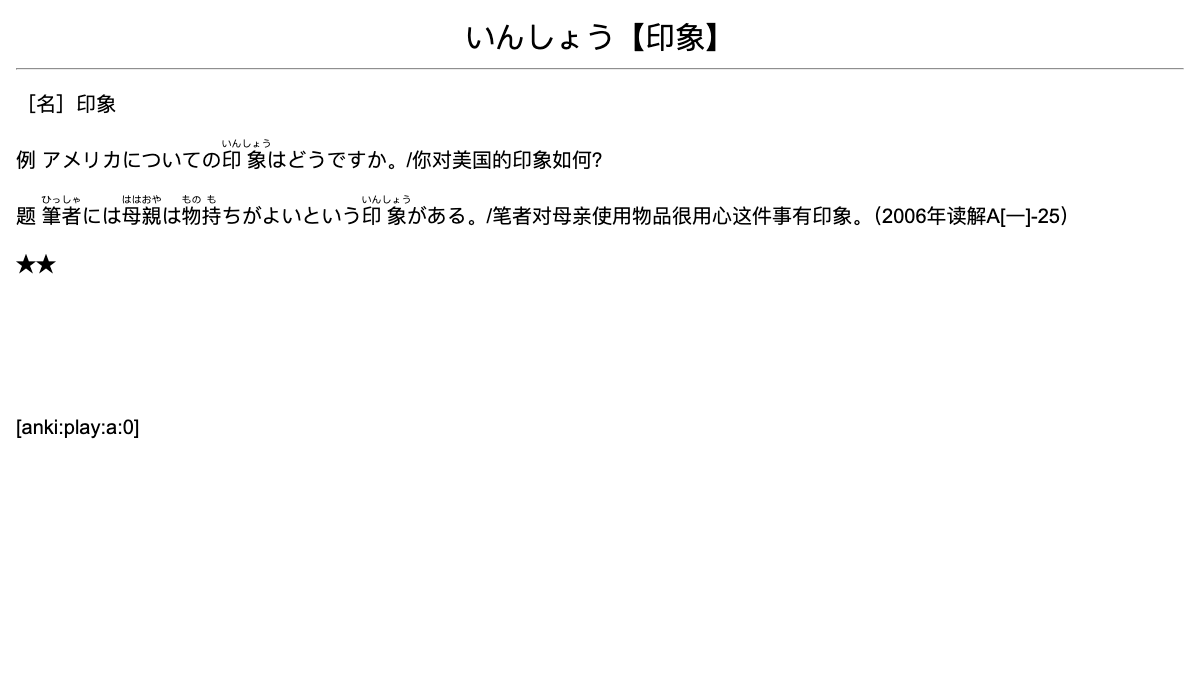 いんしょう【印象】
［名］印象
いんしょう
例 アメリカについての印象はどうですか。/你对美国的印象如何?
ひっしゃ ははおや もの も いんしょう
题 筆者には母親は物持ちがよいという印象がある。/笔者对母亲使用物品很用心这件事有印象。（2006年读解A[一]-25）
★★
[anki:play:a:0]